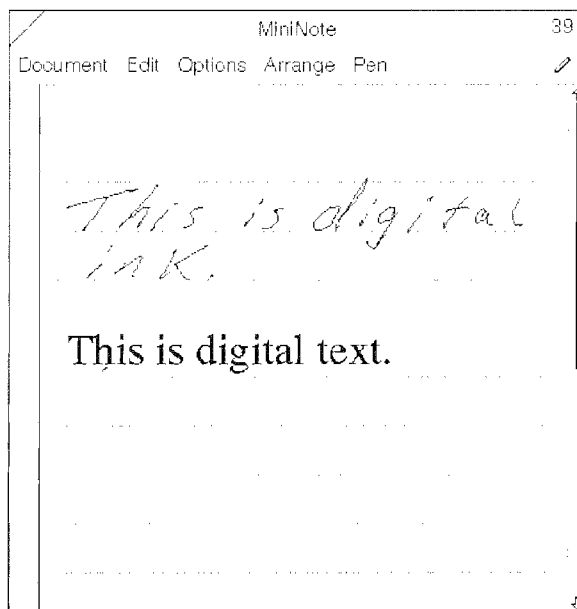 MiniNote 39
Document Edit Options Arrange Pen
This is digital
ink.
This is digital text.